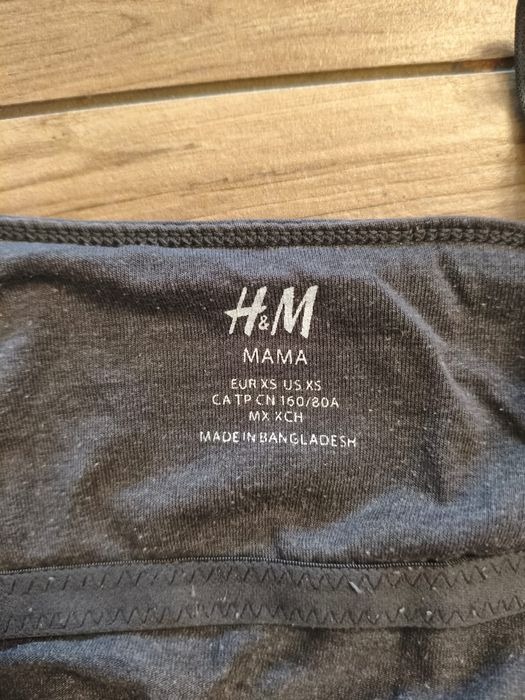 H&M
MAMA
EUR XS US XS
CA TP CN 160/80A
MX XCH
MADE IN BANGLADESH